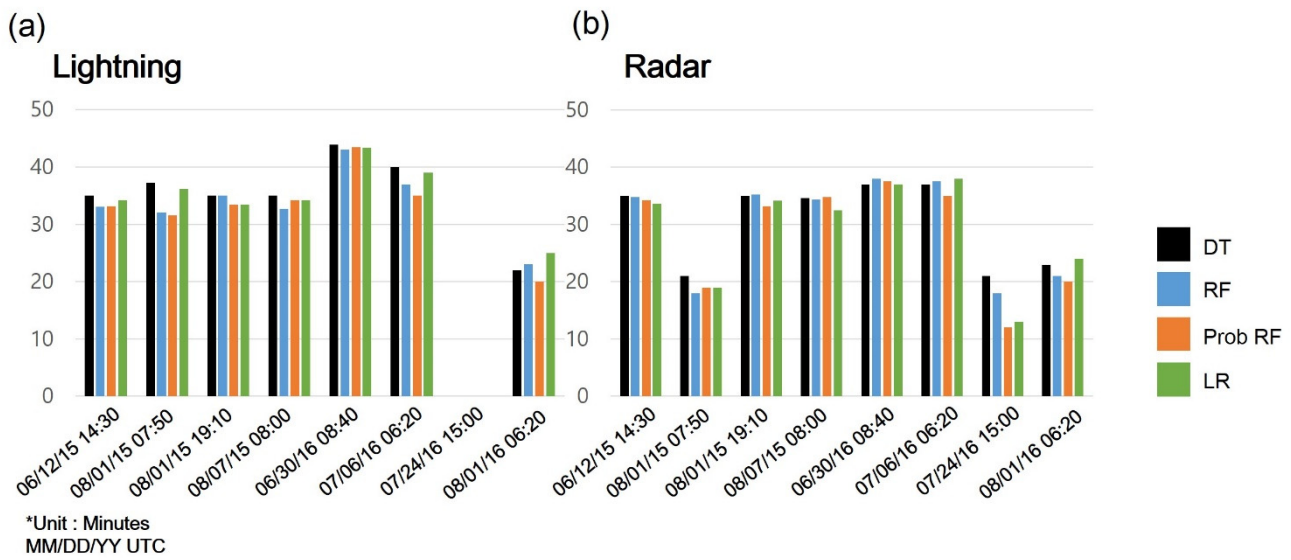 (a)
Lightning
50
40
30
20
10
0
06/12/15 14:30
08/01/15 07:50
08/01/15 19:10
08/07/15 08:00
06/30/16 08:40
07/06/16 06:20
07/24/16 15:00
08/01/16 06:20
*Unit : Minutes
MM/DD/YY UTC
(b)
Radar
50
40
30
20
10
0
06/12/15 14:30
08/01/15 07:50
08/01/15 19:10
08/07/15 08:00
06/30/16 08:40
07/06/16 06:20
07/24/16 15:00
08/01/16 06:20
DT
RF
Prob RF
LR